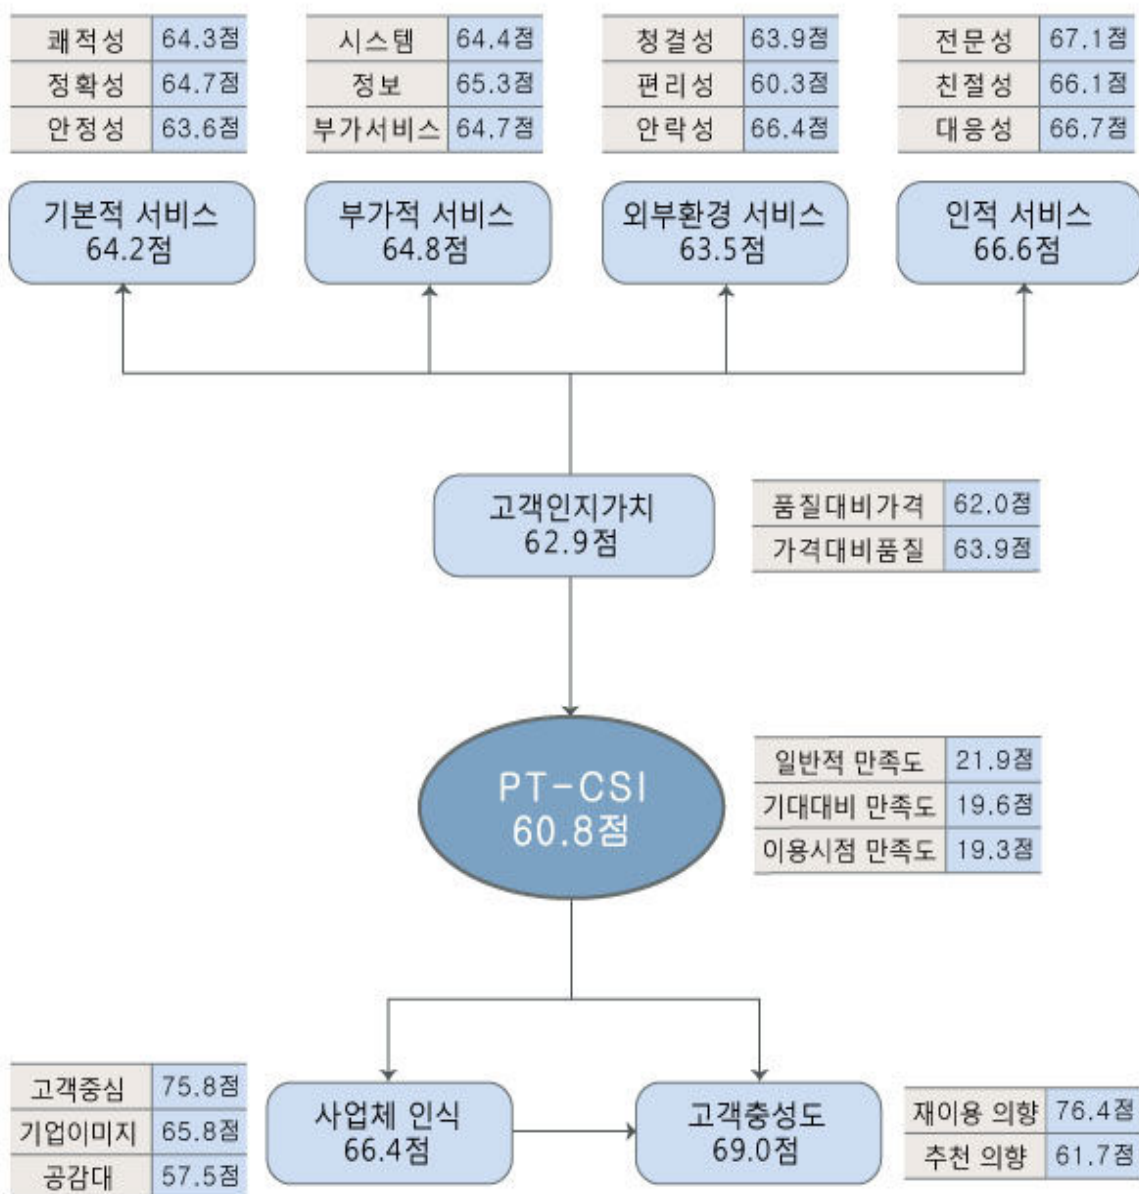 쾌적성 64.3점
정확성 64.7점
안정성 63.6점
시스템 64.4점
정보 65.3점
부가서비스 64.7점
청결성 63.9점
편리성 60.3점
안락성 66.4점
전문성 67.1점
친절성 66.1점
대응성 66.7점
기본적 서비스
64.2점
부가적 서비스
64.8점
외부환경 서비스
63.5점
인적 서비스
66.6점
고객인지가치
62.9점
품질대비가격 62.0점
가격대비품질 63.9점
PT-CSI
60.8점
일반적 만족도 21.9점
기대대비 만족도 19.6점
이용시점 만족도 19.3점
고객중심 75.8점
기업이미지 65.8점
공감대 57.5점
사업체 인식
66.4점
고객충성도
69.0점
재이용 의향 76.4점
추천 의향 61.7점